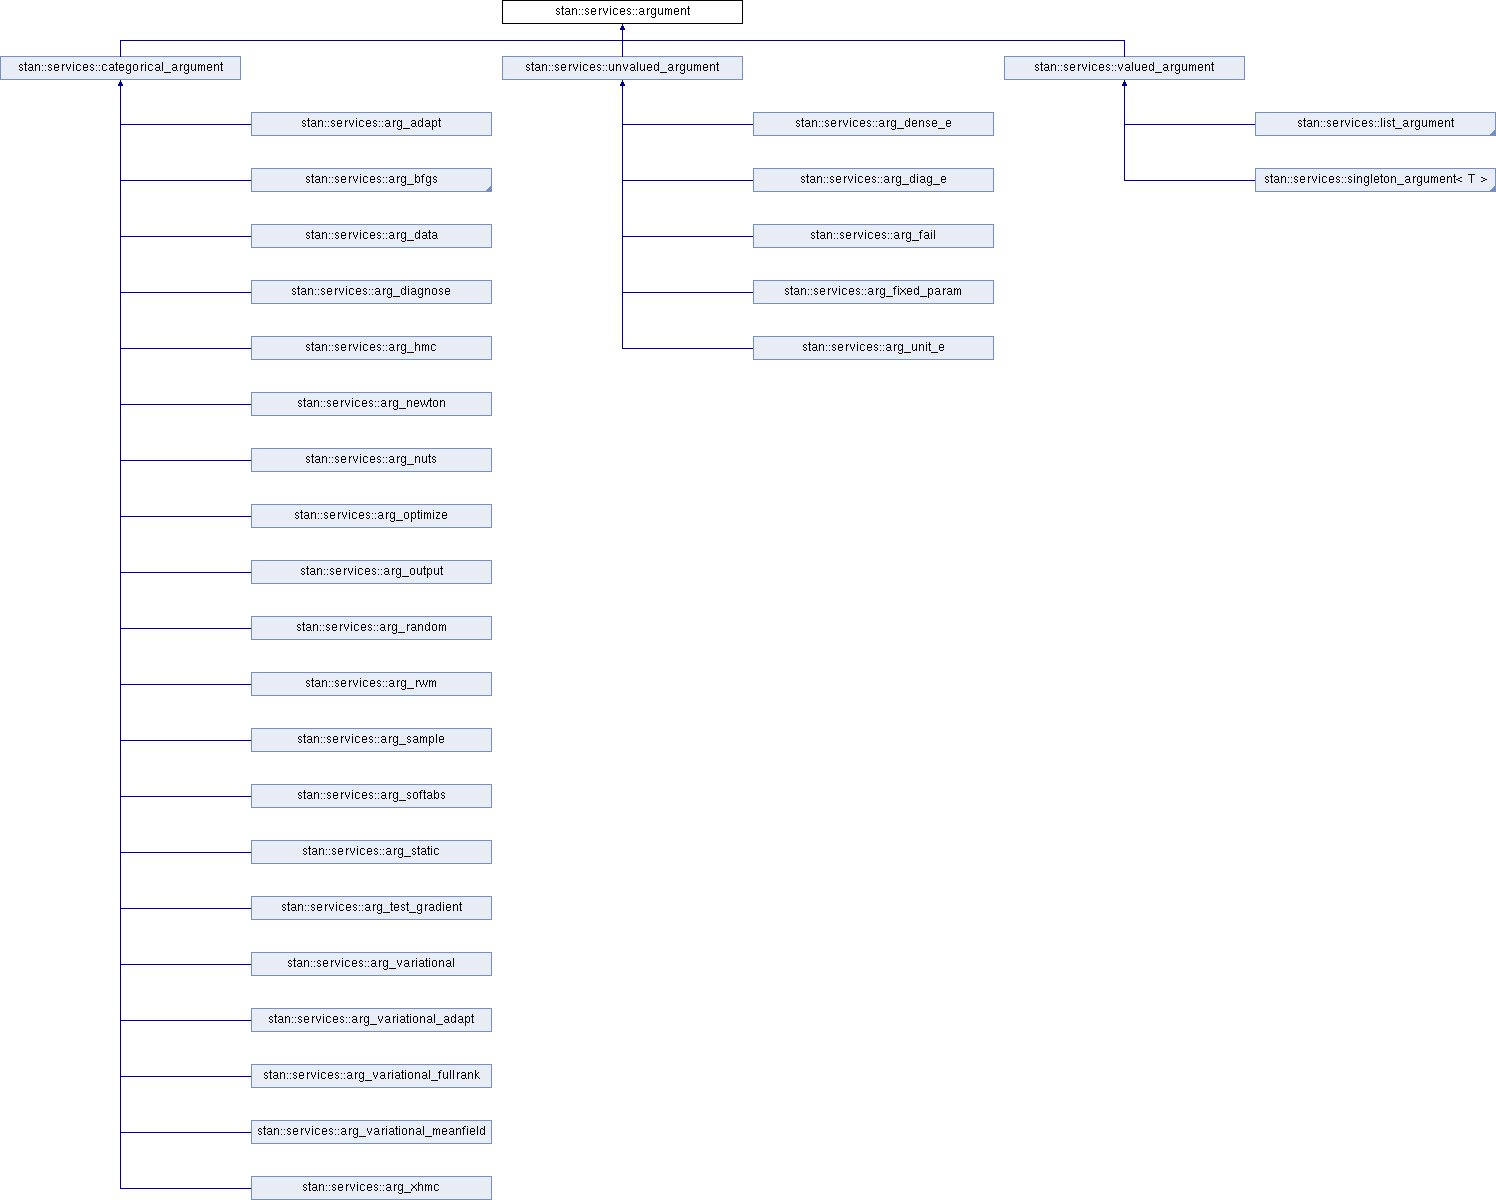 stan::services::argument
stan::services::categorical_argument
stan::services::unvalued_argument
stan::services::valued_argument
stan::services::arg_adapt
stan::services::arg_dense_e
stan::services::list_argument
stan::services::arg_bfgs
stan::services::arg_diag_e
stan::services::singleton_argument< T >
stan::services::arg_data
stan::services::arg_fail
stan::services::arg_diagnose
stan::services::arg_fixed_param
stan::services::arg_hmc
stan::services::arg_unit_e
stan::services::arg_newton
stan::services::arg_nuts
stan::services::arg_optimize
stan::services::arg_output
stan::services::arg_random
stan::services::arg_rwm
stan::services::arg_sample
stan::services::arg_softabs
stan::services::arg_static
stan::services::arg_test_gradient
stan::services::arg_variational
stan::services::arg_variational_adapt
stan::services::arg_variational_fullrank
stan::services::arg_variational_meanfield
stan::services::arg_xhmc